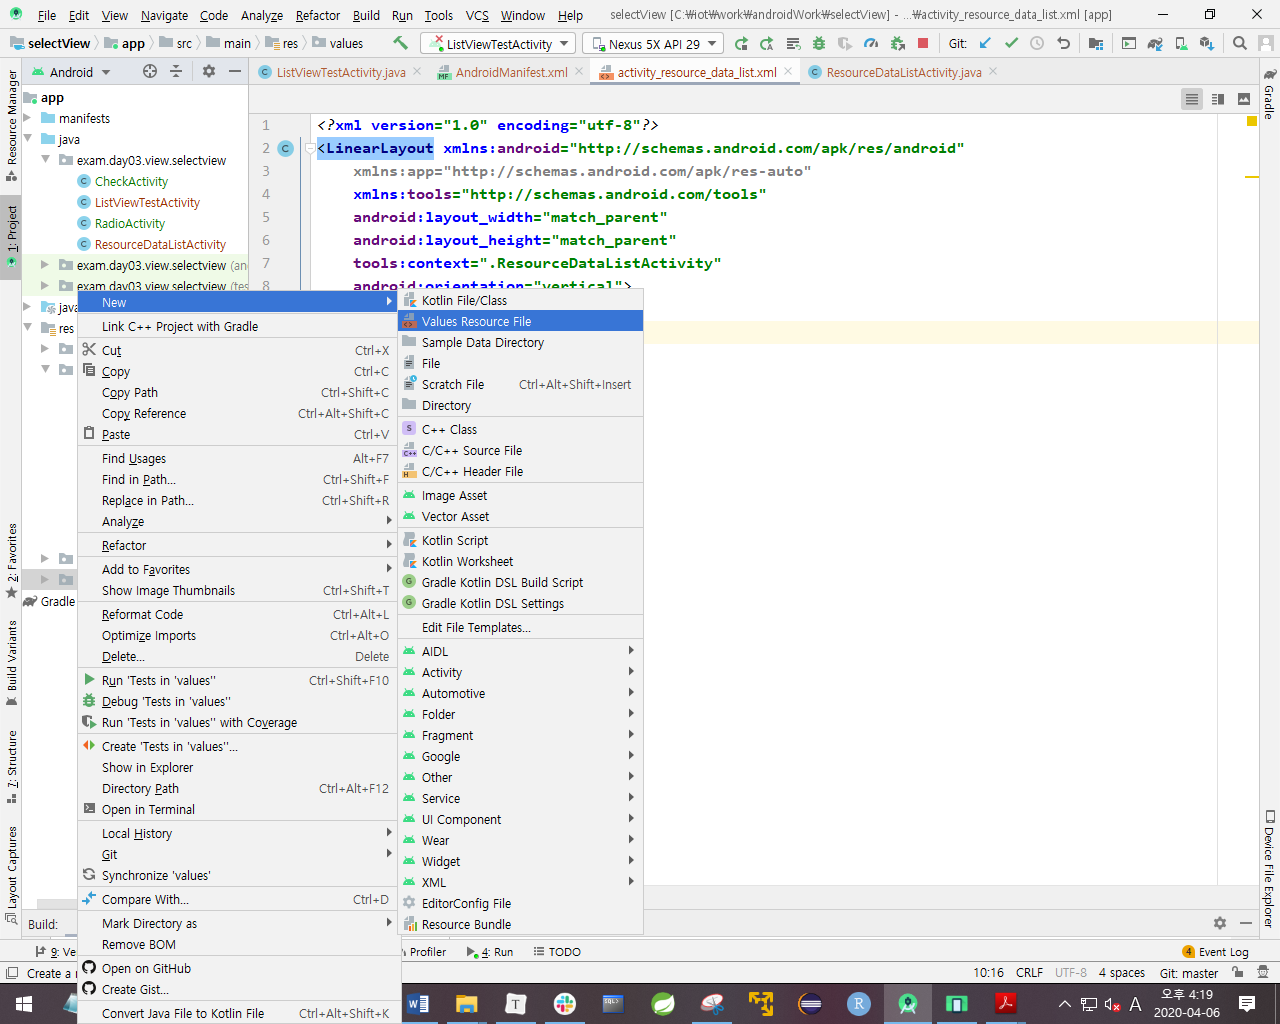 File Edit View Navigate Code Analyze Refactor Build Run Tools VCS Window Help selectView [C:₩iot₩work₩androidWork₩selectView] - ...₩activity_resource_data_list.xml [app]
selectView app src main res values ListViewTestActivity Nexus 5X API 29 Git:
Android ListViewTestActivity.java AndroidManifest.xml activity_resource_data_list.xml ResourceDataListActivity.java
Resource Manager
1: Project
2: Favorites
Build Variants
7: Structure
Layout Captures
app
manifests
java
exam.day03.view.selectview
CheckActivity
ListViewTestActivity
RadioActivity
ResourceDataListActivity
exam.day03.view.selectview (an
exam.day03.view.selectview (tes
java
res
Gradle
1 <?xml version="1.0" encoding="utf-8"?>
2 <LinearLayout xmlns:android="http://schemas.android.com/apk/res/android"
3 xmlns:app="http://schemas.android.com/apk/res-auto"
4 xmlns:tools="http://schemas.android.com/tools"
5 android:layout_width="match_parent"
6 android:layout_height="match_parent"
7 tools:context=".ResourceDataListActivity"
8 android:orientation="vertical">
New
Link C++ Project with Gradle
Cut Ctrl+X
Copy Ctrl+C
Copy Path Ctrl+Shift+C
Copy Reference Ctrl+Alt+Shift+C
Paste Ctrl+V
Find Usages Alt+F7
Find in Path... Ctrl+Shift+F
Replace in Path... Ctrl+Shift+R
Analyze
Refactor
Add to Favorites
Show Image Thumbnails Ctrl+Shift+T
Reformat Code Ctrl+Alt+L
Optimize Imports Ctrl+Alt+O
Delete... Delete
Run 'Tests in 'values'' Ctrl+Shift+F10
Debug 'Tests in 'values''
Run 'Tests in 'values'' with Coverage
Create 'Tests in 'values''...
Show in Explorer
Directory Path Ctrl+Alt+F12
Open in Terminal
Local History
Git
Synchronize 'values'
Compare With... Ctrl+D
Mark Directory as
Remove BOM
Open on GitHub
Create Gist...
Convert Java File to Kotlin File Ctrl+Alt+Shift+K
Kotlin File/Class
Values Resource File
Sample Data Directory
File
Scratch File Ctrl+Alt+Shift+Insert
Directory
C++ Class
C/C++ Source File
C/C++ Header File
Image Asset
Vector Asset
Kotlin Script
Kotlin Worksheet
Gradle Kotlin DSL Build Script
Gradle Kotlin DSL Settings
Edit File Templates...
AIDL
Activity
Automotive
Folder
Fragment
Google
Other
Service
UI Component
Wear
Widget
XML
EditorConfig File
Resource Bundle
Gradle
Device File Explorer
Build:
9: Ve Profiler 4: Run TODO 4 Event Log
Create a 10:16 CRLF UTF-8 4 spaces Git: master
A 오후 4:19
2020-04-06